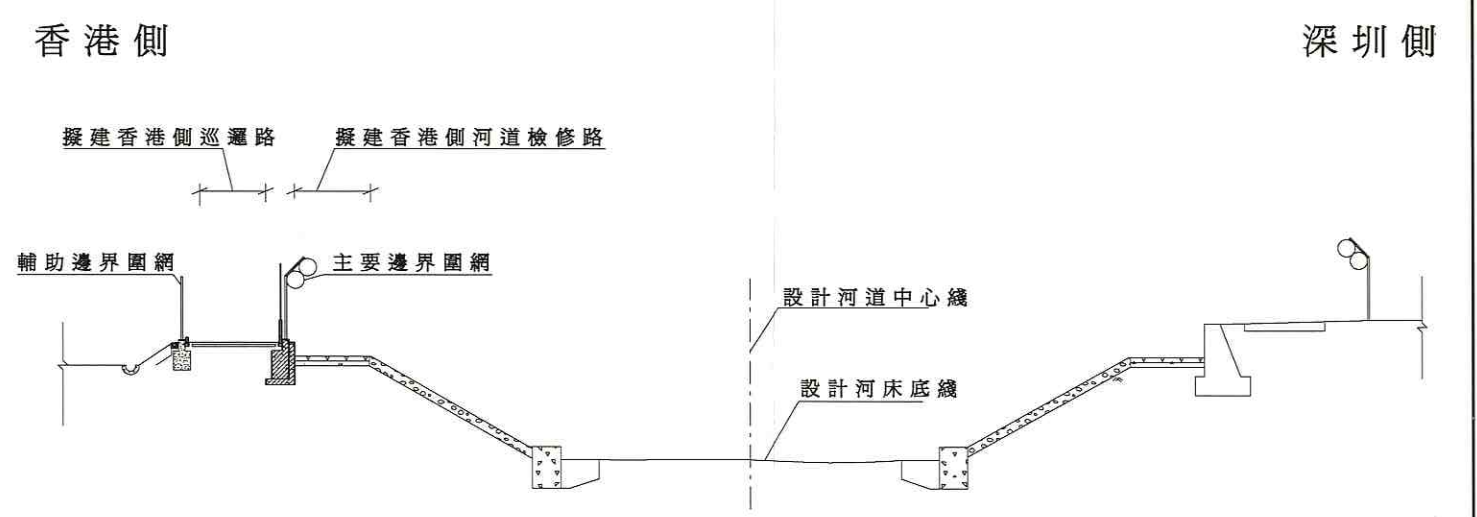 香港側
深圳側
擬建香港側巡邏路
擬建香港側河道檢修路
輔助邊界圍網
主要邊界圍網
設計河道中心綫
設計河床底綫